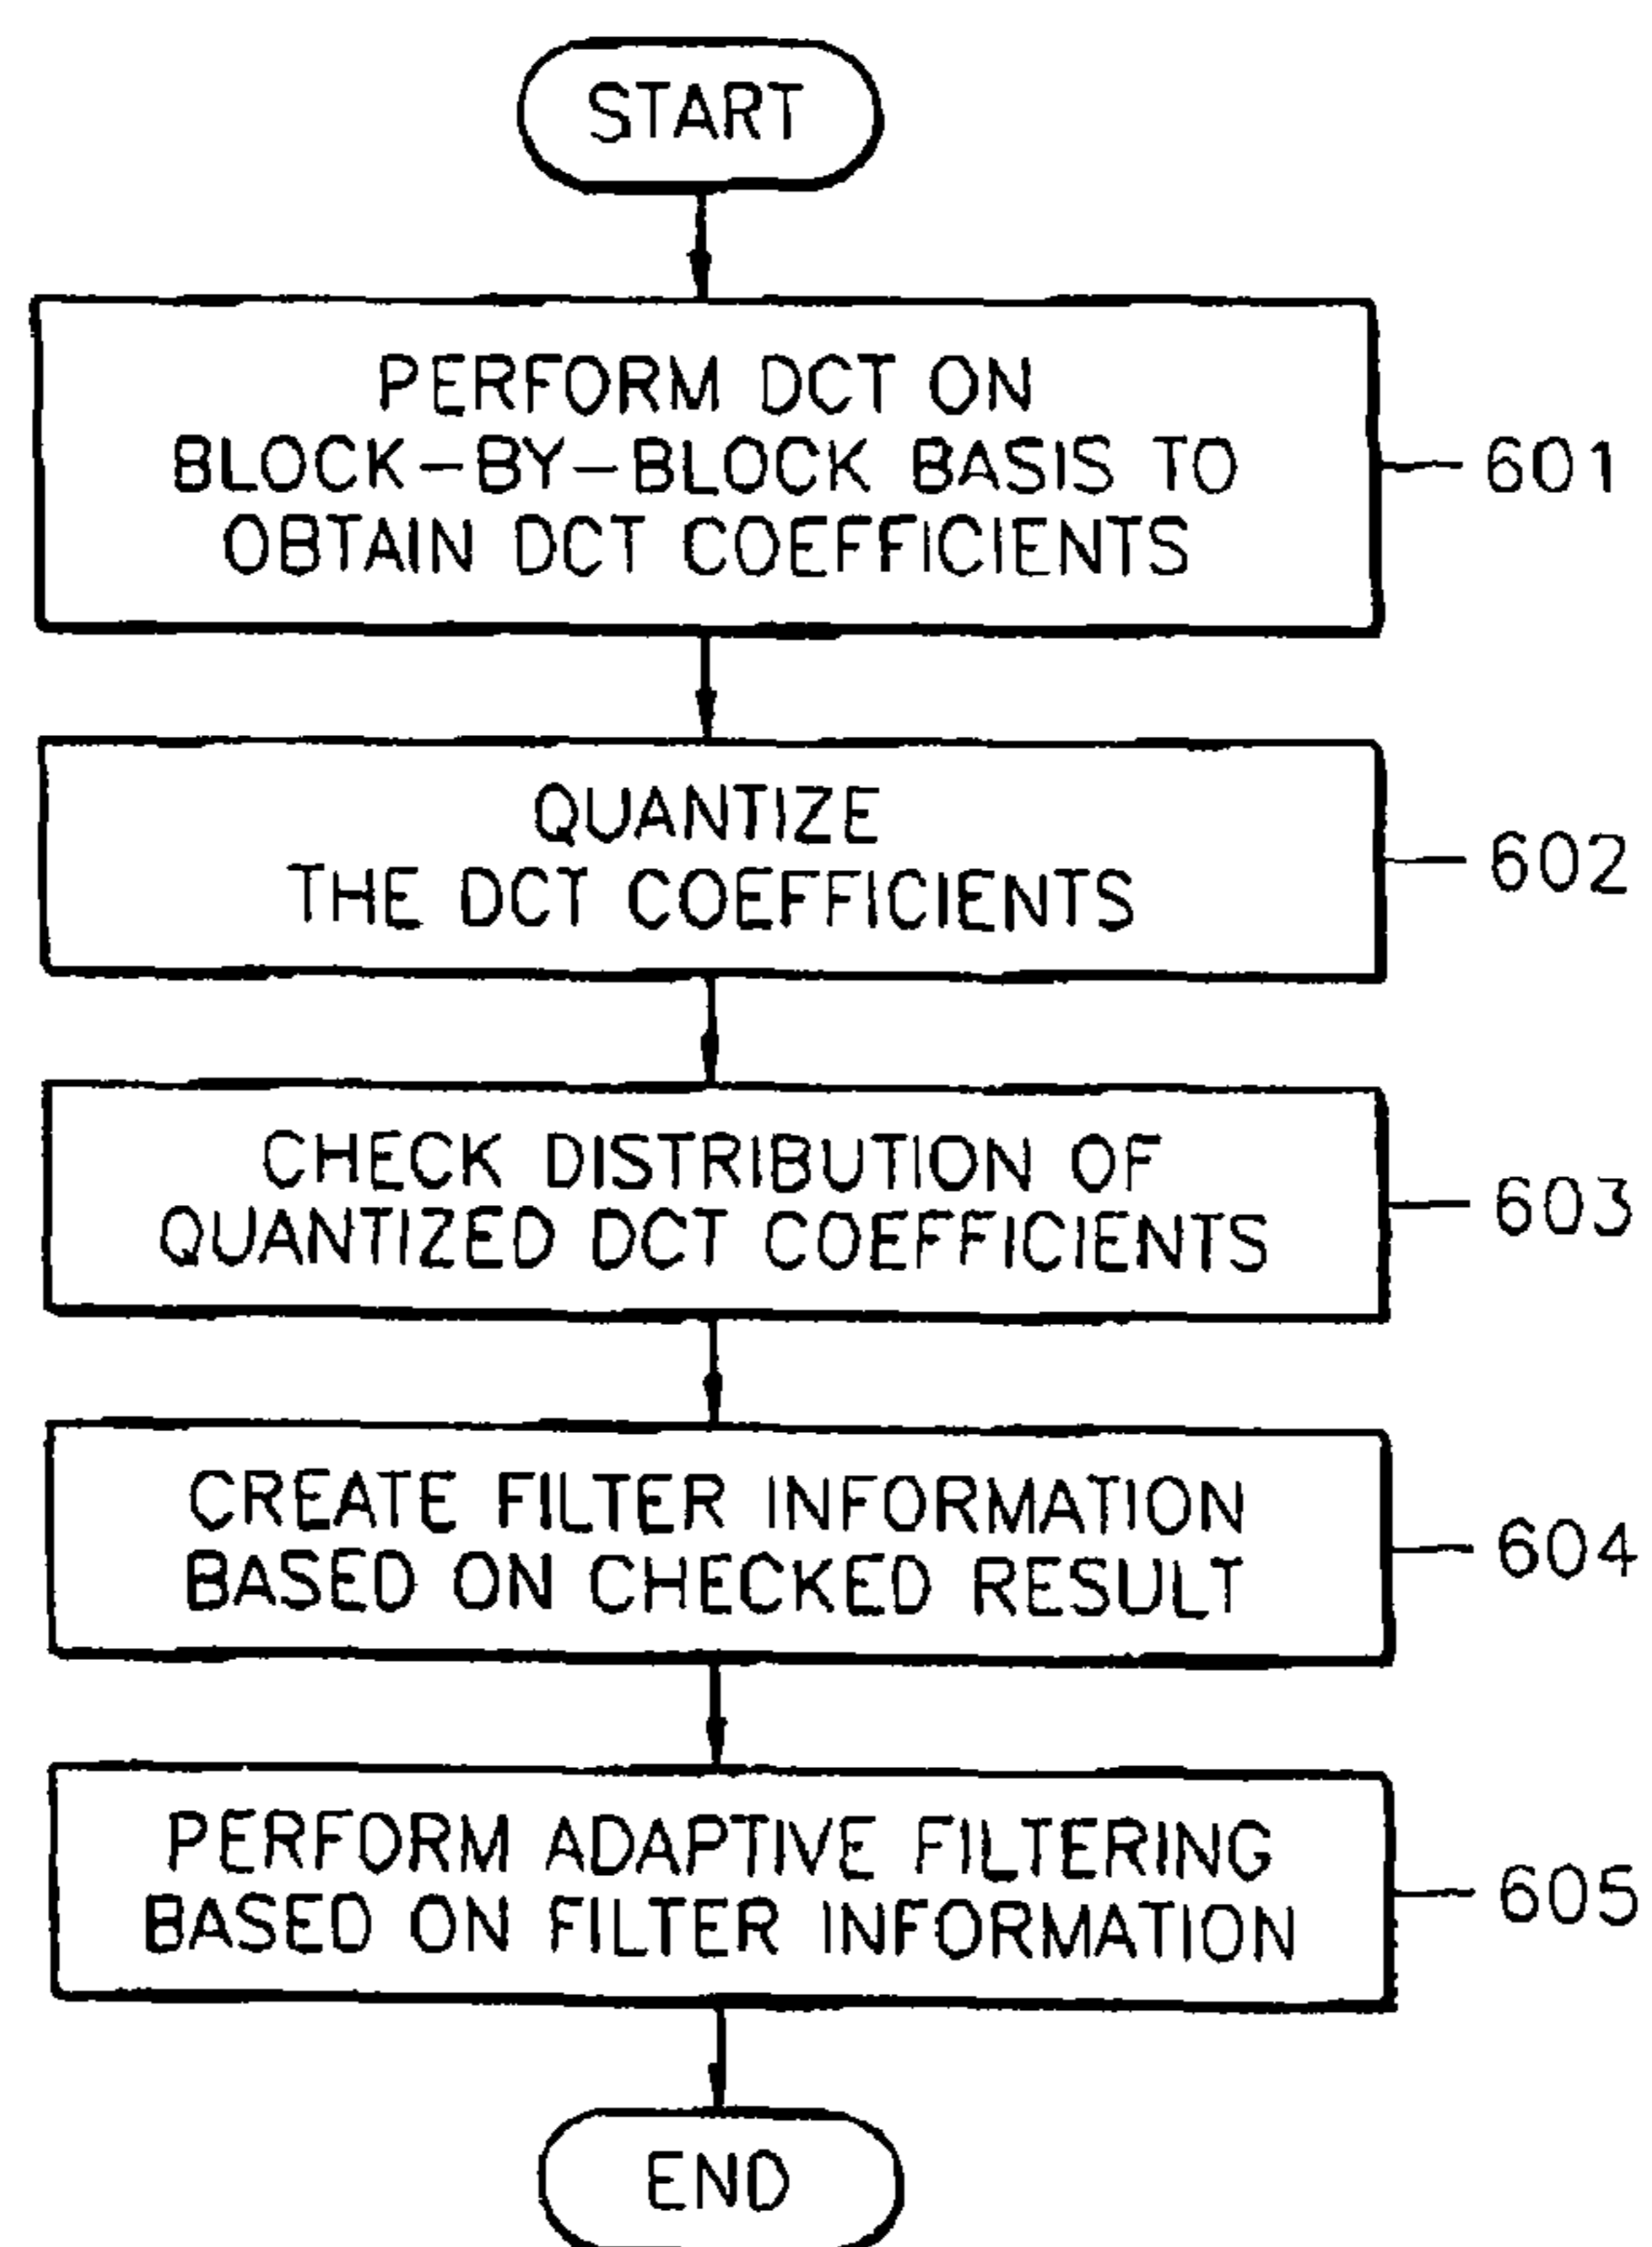 START
PERFORM DCT ON
BLOCK-BY-BLOCK BASIS TO
OBTAIN DCT COEFFICIENTS
601
QUANTIZE
THE DCT COEFFICIENTS
602
CHECK DISTRIBUTION OF
QUANTIZED DCT COEFFICIENTS
603
CREATE FILTER INFORMATION
BASED ON CHECKED RESULT
604
PERFORM ADAPTIVE FILTERING
BASED ON FILTER INFORMATION
605
END